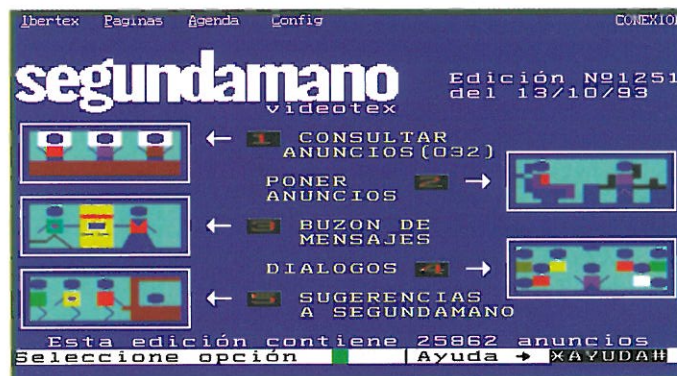 Ibertex Paginas Agenda Config CONEXION
segundamano
videotex
Edición Nº1251
del 13/10/93
← 1 CONSULTAR
ANUNCIOS(032)
PONER 2 →
ANUNCIOS
← 3 BUZON DE
MENSAJES
DIALOGOS 4 →
← 5 SUGERENCIAS
A SEGUNDAMANO
Esta edición contiene 25862 anuncios
Seleccione opción |Ayuda → *AYUDA#